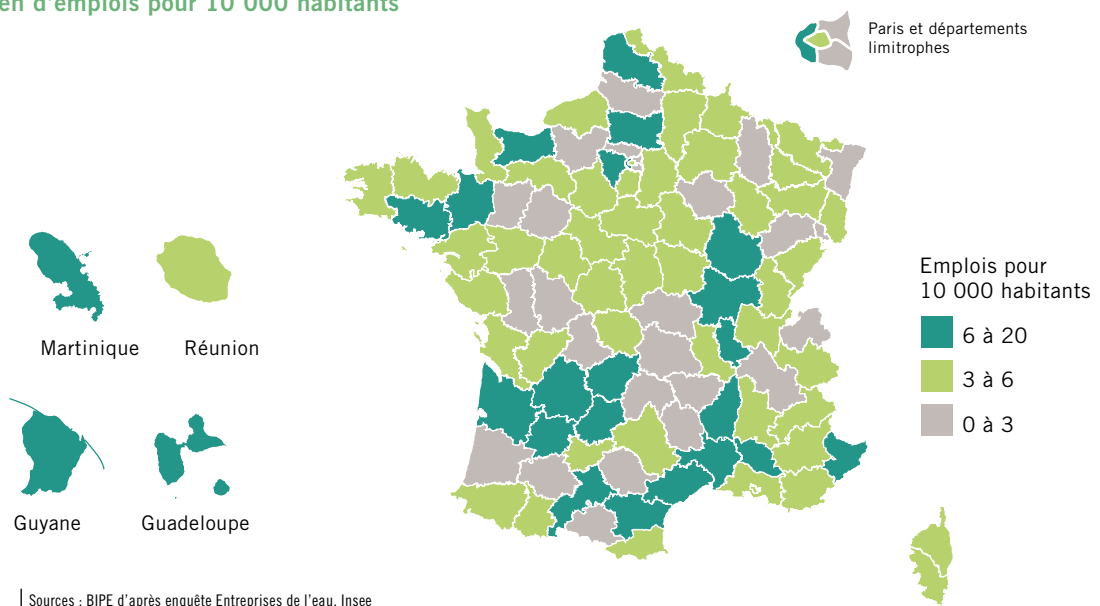 en d'emplois pour 10 000 habitants
Paris et départements
limitrophes
Martinique
Réunion
Guyane
Guadeloupe
Emplois pour
10 000 habitants
6 à 20
3 à 6
0 à 3
Sources : BIPE d'après enquête Entreprises de l'eau, Insee